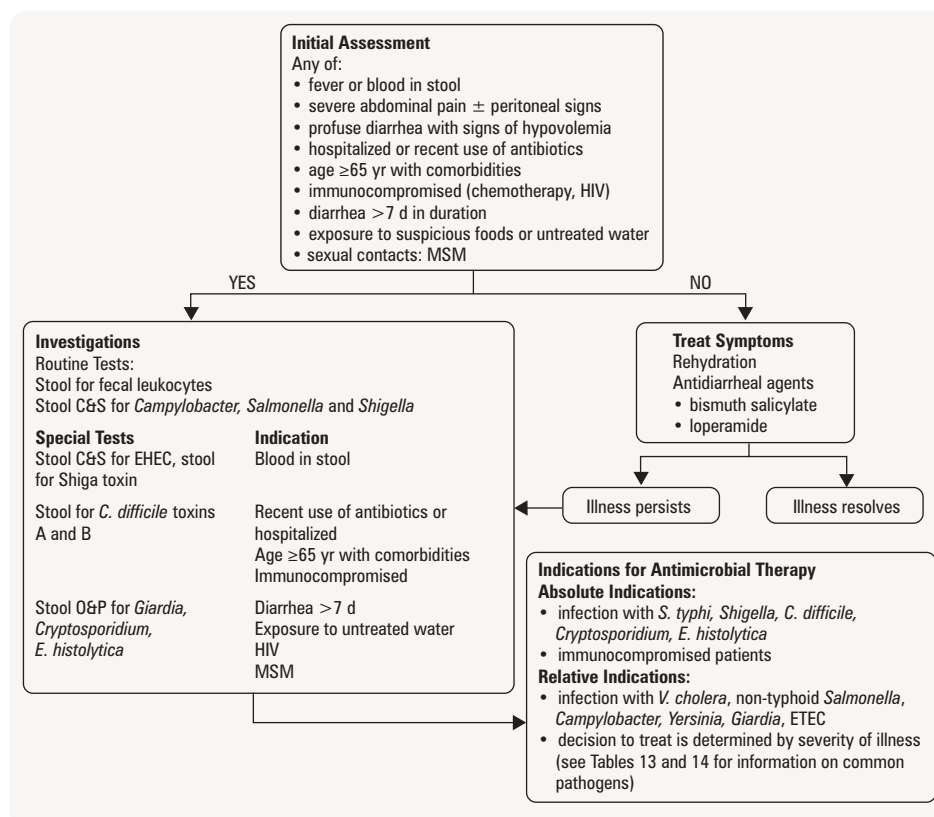 Initial Assessment
Any of:
• fever or blood in stool
• severe abdominal pain ± peritoneal signs
• profuse diarrhea with signs of hypovolemia
• hospitalized or recent use of antibiotics
• age ≥65 yr with comorbidities
• immunocompromised (chemotherapy, HIV)
• diarrhea >7 d in duration
• exposure to suspicious foods or untreated water
• sexual contacts: MSM
YES
NO
Investigations
Routine Tests:
Stool for fecal leukocytes
Stool C&S for Campylobacter, Salmonella and Shigella
Special Tests
Indication
Stool C&S for EHEC, stool
for Shiga toxin
Blood in stool
Stool for C. difficile toxins
A and B
Recent use of antibiotics or
hospitalized
Age ≥65 yr with comorbidities
Immunocompromised
Stool O&P for Giardia,
Cryptosporidium,
E. histolytica
Diarrhea >7 d
Exposure to untreated water
HIV
MSM
Treat Symptoms
Rehydration
Antidiarrheal agents
• bismuth salicylate
• loperamide
Illness persists
Illness resolves
Indications for Antimicrobial Therapy
Absolute Indications:
• infection with S. typhi, Shigella, C. difficile,
Cryptosporidium, E. histolytica
• immunocompromised patients
Relative Indications:
• infection with V. cholera, non-typhoid Salmonella,
Campylobacter, Yersinia, Giardia, ETEC
• decision to treat is determined by severity of illness
(see Tables 13 and 14 for information on common
pathogens)